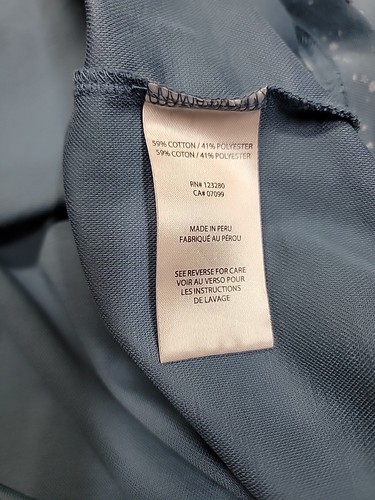 59% COTTON / 41% POLYESTER
59% COTON / 41% POLYESTER
RN# 123280
CA# 07099
MADE IN PERU
FABRIQUÉ AU PÉROU
SEE REVERSE FOR CARE
VOIR AU VERSO POUR
LES INSTRUCTIONS
DE LAVAGE